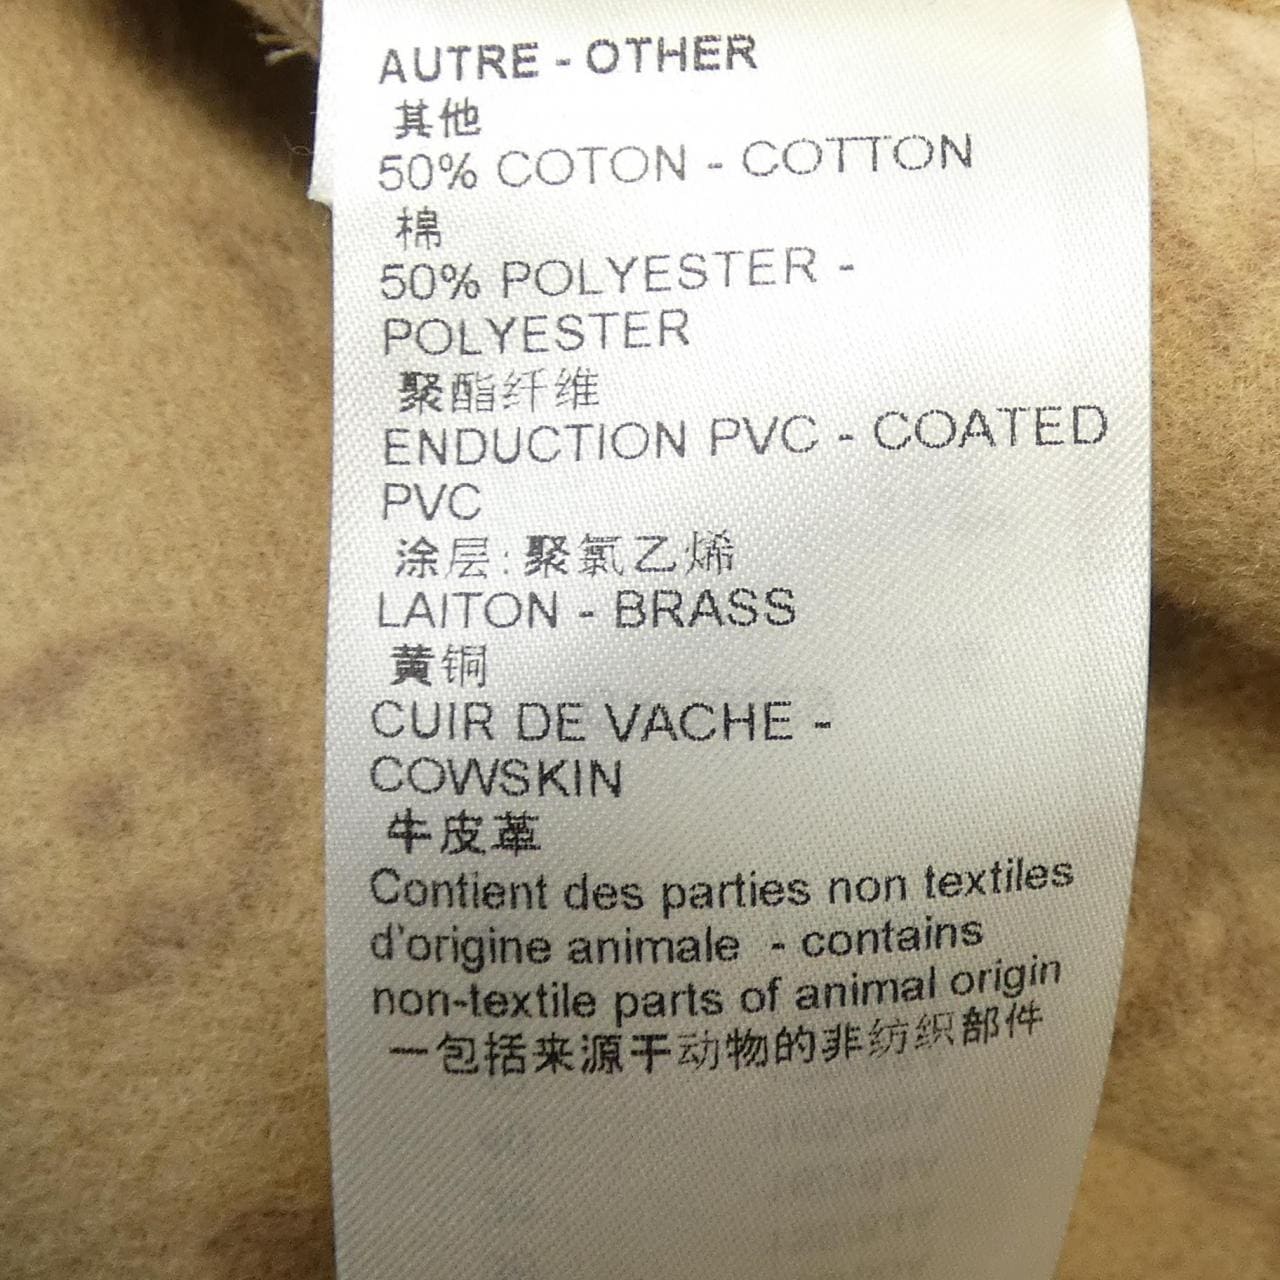 AUTRE - OTHER
其他
50% COTON - COTTON
棉
50% POLYESTER -
POLYESTER
聚酯纤维
ENDUCTION PVC - COATED
PVC
涂层:聚氯乙烯
LAITON - BRASS
黄铜
CUIR DE VACHE -
COWSKIN
牛皮革
Contient des parties non textiles
d'origine animale - contains
non-textile parts of animal origin
一包括来源于动物的非纺织部件